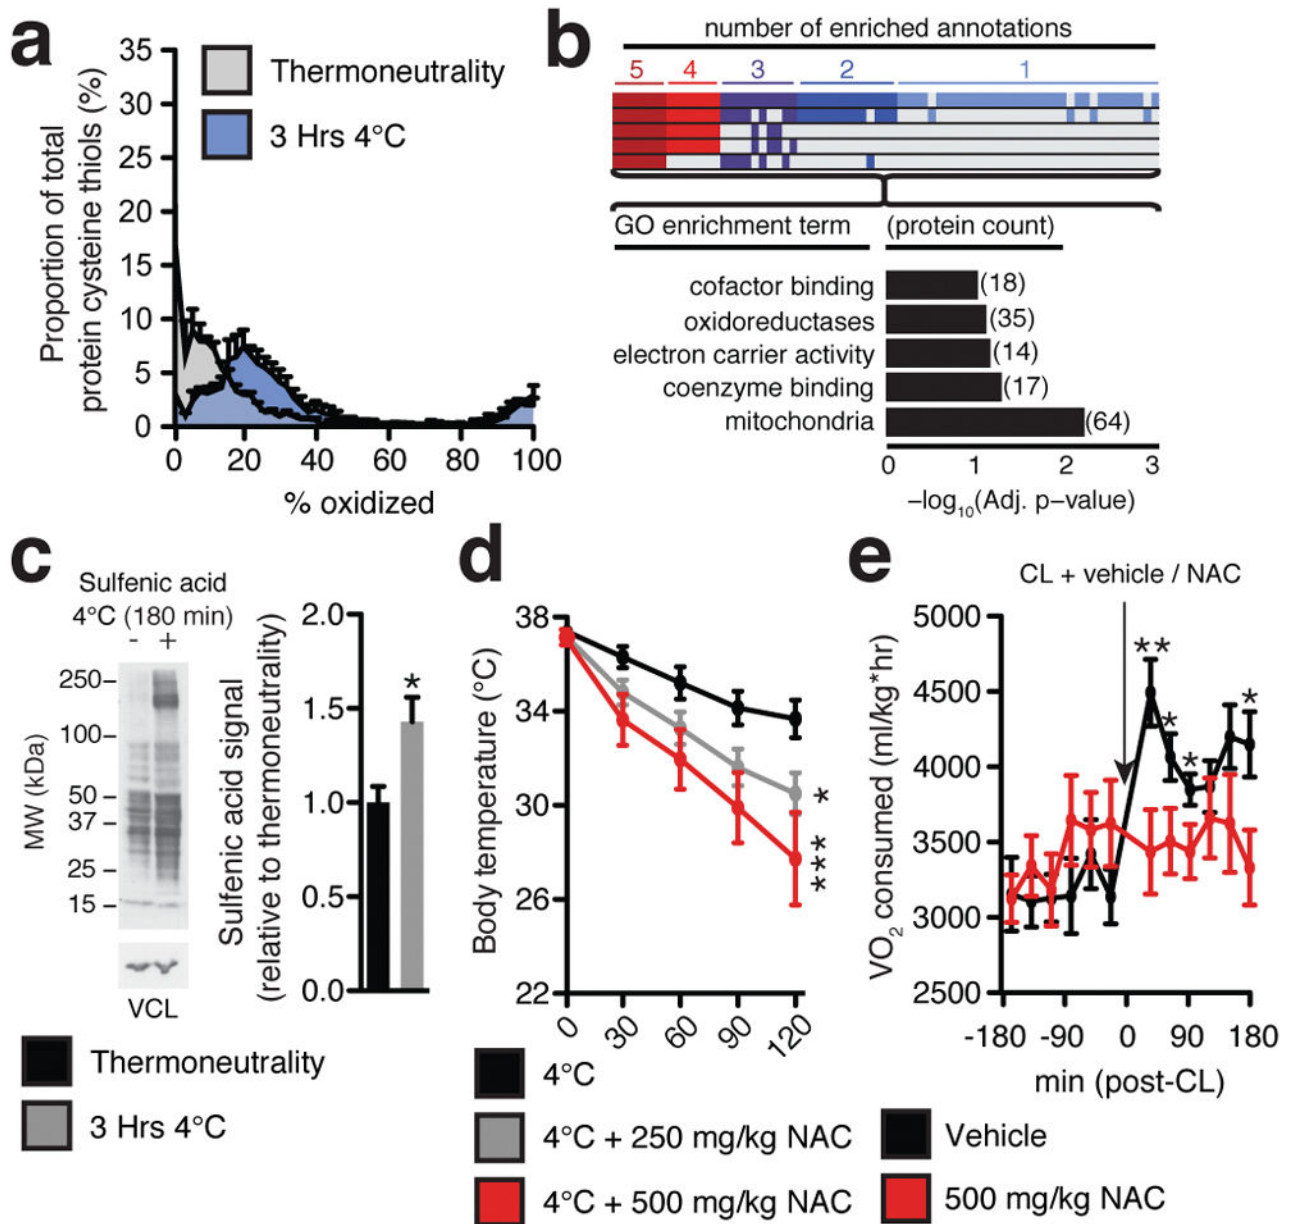 a
35
30
25
20
15
10
5
0
Proportion of total
protein cysteine thiols (%)
Thermoneutrality
3 Hrs 4°C
0 20 40 60 80 100
% oxidized
b
number of enriched annotations
5 4 3 2 1
GO enrichment term (protein count)
cofactor binding (18)
oxidoreductases (35)
electron carrier activity (14)
coenzyme binding (17)
mitochondria (64)
0 1 2 3
−log10(Adj. p−value)
c
Sulfenic acid
4°C (180 min)
- +
MW (kDa)
250
100
50
37
25
15
VCL
Sulfenic acid signal
(relative to thermoneutrality)
2.0
1.5
1.0
0.5
0.0
*
Thermoneutrality
3 Hrs 4°C
d
Body temperature (°C)
38
34
30
26
22
*
***
0 30 60 90 120
4°C
4°C + 250 mg/kg NAC
4°C + 500 mg/kg NAC
e
CL + vehicle / NAC
VO2 consumed (ml/kg*hr)
5000
4500
4000
3500
3000
2500
**
*
*
*
-180 -90 0 90 180
min (post-CL)
Vehicle
500 mg/kg NAC